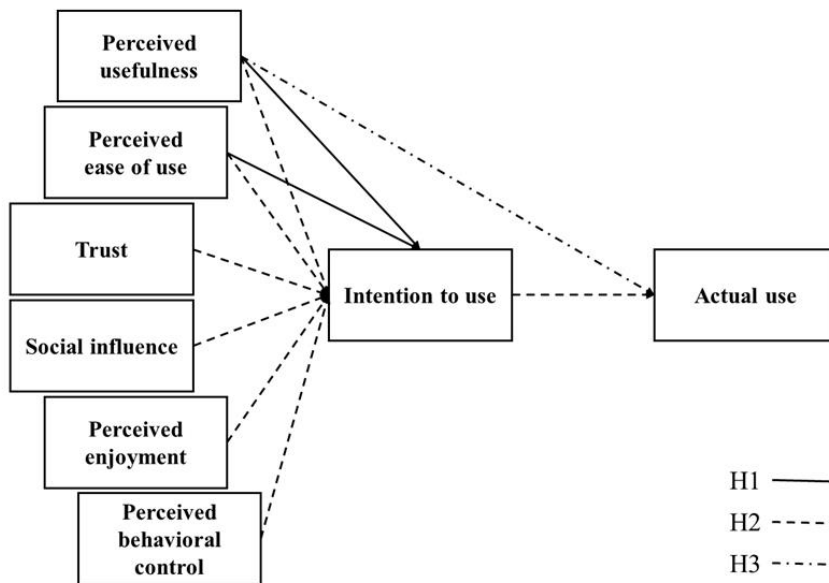 Perceived
usefulness
Perceived
ease of use
Trust
Social influence
Perceived
enjoyment
Perceived
behavioral
control
Intention to use
Actual use
H1
H2
H3